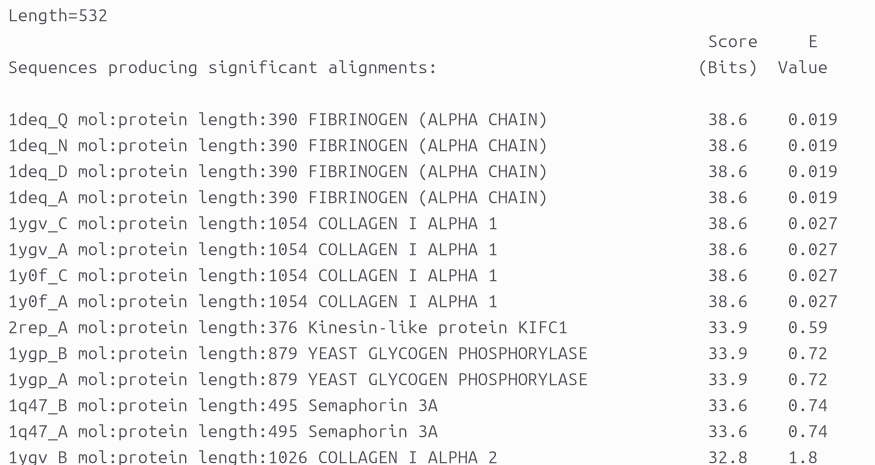 Length=532
Score E
Sequences producing significant alignments: (Bits) Value
1deq_Q mol:protein length:390 FIBRINOGEN (ALPHA CHAIN) 38.6 0.019
1deq_N mol:protein length:390 FIBRINOGEN (ALPHA CHAIN) 38.6 0.019
1deq_D mol:protein length:390 FIBRINOGEN (ALPHA CHAIN) 38.6 0.019
1deq_A mol:protein length:390 FIBRINOGEN (ALPHA CHAIN) 38.6 0.019
1ygv_C mol:protein length:1054 COLLAGEN I ALPHA 1 38.6 0.027
1ygv_A mol:protein length:1054 COLLAGEN I ALPHA 1 38.6 0.027
1y0f_C mol:protein length:1054 COLLAGEN I ALPHA 1 38.6 0.027
1y0f_A mol:protein length:1054 COLLAGEN I ALPHA 1 38.6 0.027
2rep_A mol:protein length:376 Kinesin-like protein KIFC1 33.9 0.59
1ygp_B mol:protein length:879 YEAST GLYCOGEN PHOSPHORYLASE 33.9 0.72
1ygp_A mol:protein length:879 YEAST GLYCOGEN PHOSPHORYLASE 33.9 0.72
1q47_B mol:protein length:495 Semaphorin 3A 33.6 0.74
1q47_A mol:protein length:495 Semaphorin 3A 33.6 0.74
1ygv_B mol:protein length:1026 COLLAGEN I ALPHA 2 32.8 1.8